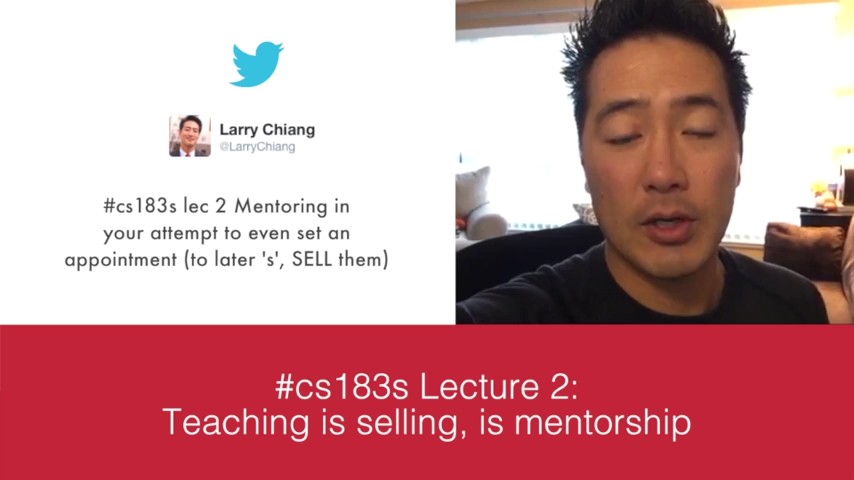 Larry Chiang
@LarryChiang
#cs183s lec 2 Mentoring in
your attempt to even set an
appointment (to later 's', SELL them)
#cs183s Lecture 2:
Teaching is selling, is mentorship